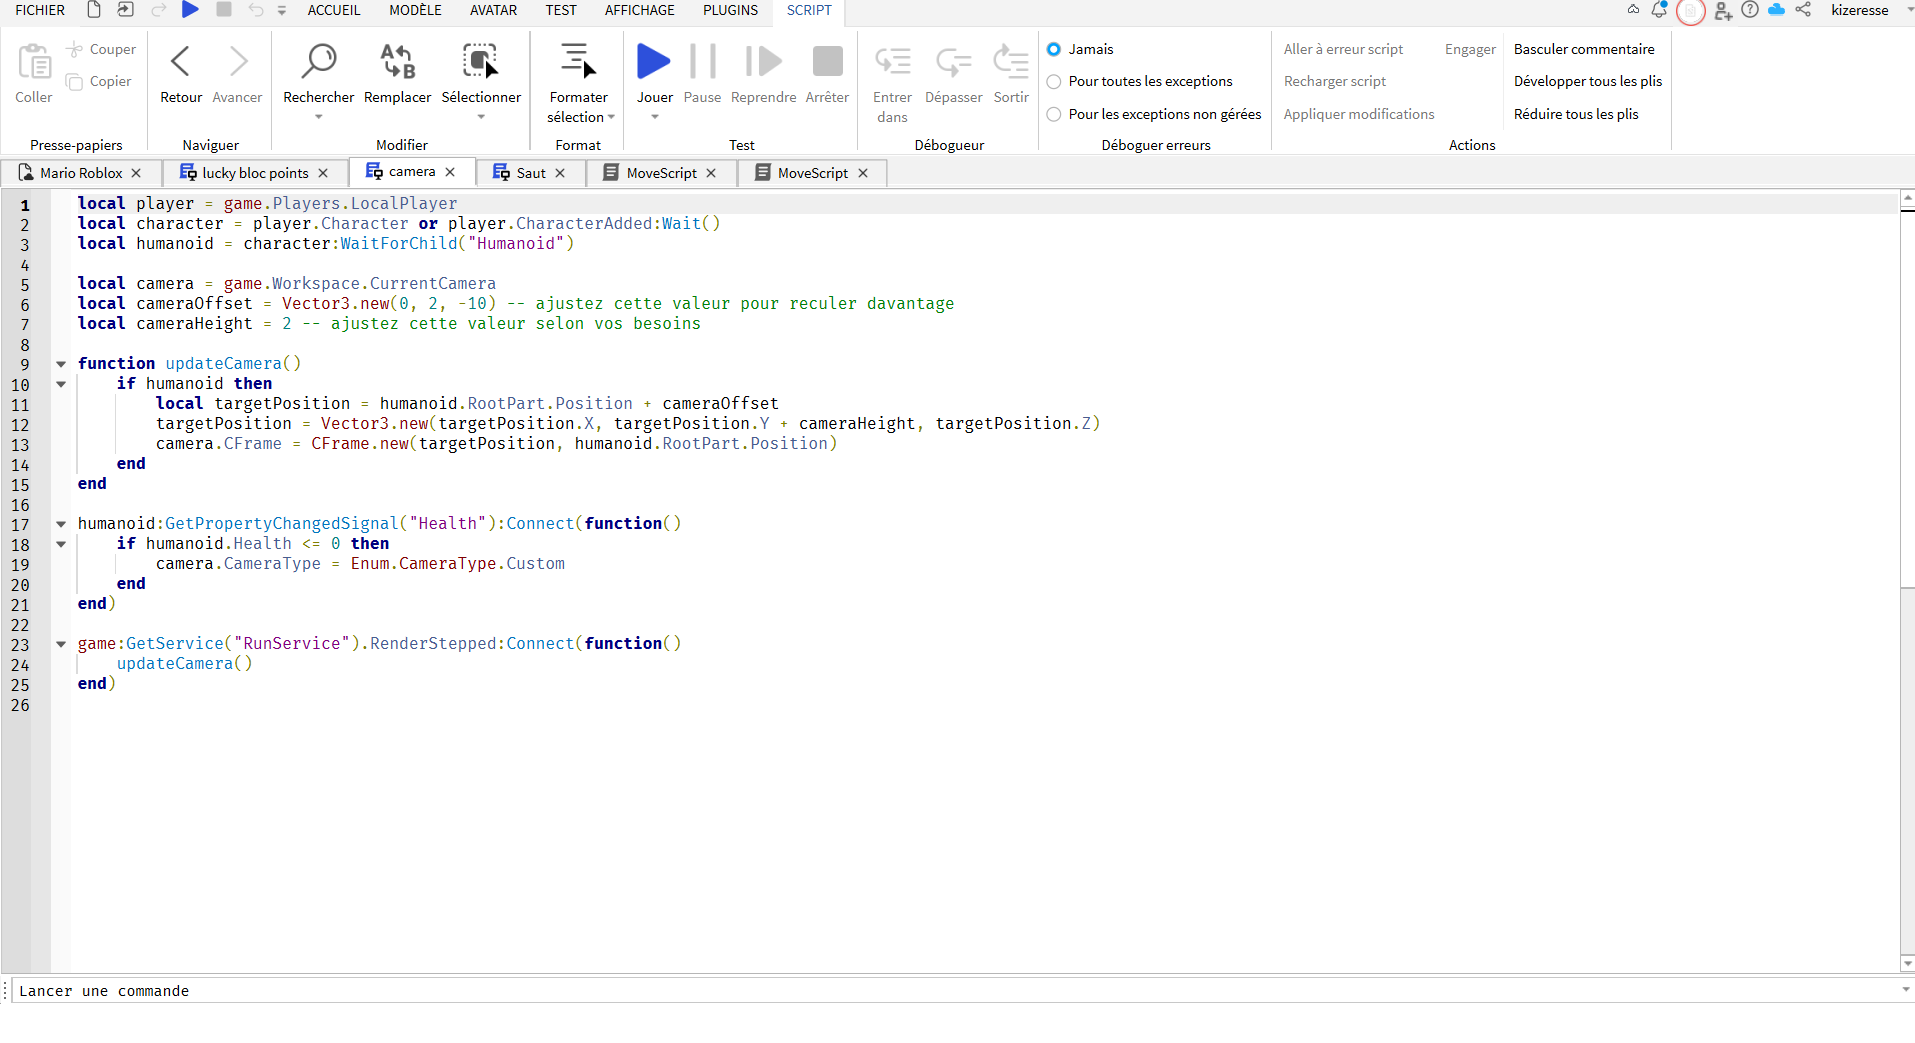 FICHIER ACCUEIL MODÈLE AVATAR TEST AFFICHAGE PLUGINS SCRIPT kizeresse
Coller Couper Copier
Presse-papiers
Retour Avancer
Naviguer
Rechercher Remplacer Sélectionner
Modifier
Formater sélection
Format
Jouer Pause Reprendre Arrêter
Test
Entrer dans Dépasser Sortir
Débogueur
Jamais
Pour toutes les exceptions
Pour les exceptions non gérées
Déboguer erreurs
Aller à erreur script Engager Basculer commentaire
Recharger script Développer tous les plis
Appliquer modifications Réduire tous les plis
Actions
Mario Roblox lucky bloc points camera Saut MoveScript MoveScript
1 local player = game.Players.LocalPlayer
2 local character = player.Character or player.CharacterAdded:Wait()
3 local humanoid = character:WaitForChild("Humanoid")
4
5 local camera = game.Workspace.CurrentCamera
6 local cameraOffset = Vector3.new(0, 2, -10) -- ajustez cette valeur pour reculer davantage
7 local cameraHeight = 2 -- ajustez cette valeur selon vos besoins
8
9 function updateCamera()
10 if humanoid then
11 local targetPosition = humanoid.RootPart.Position + cameraOffset
12 targetPosition = Vector3.new(targetPosition.X, targetPosition.Y + cameraHeight, targetPosition.Z)
13 camera.CFrame = CFrame.new(targetPosition, humanoid.RootPart.Position)
14 end
15 end
16
17 humanoid:GetPropertyChangedSignal("Health"):Connect(function()
18 if humanoid.Health <= 0 then
19 camera.CameraType = Enum.CameraType.Custom
20 end
21 end)
22
23 game:GetService("RunService").RenderStepped:Connect(function()
24 updateCamera()
25 end)
26
Lancer une commande